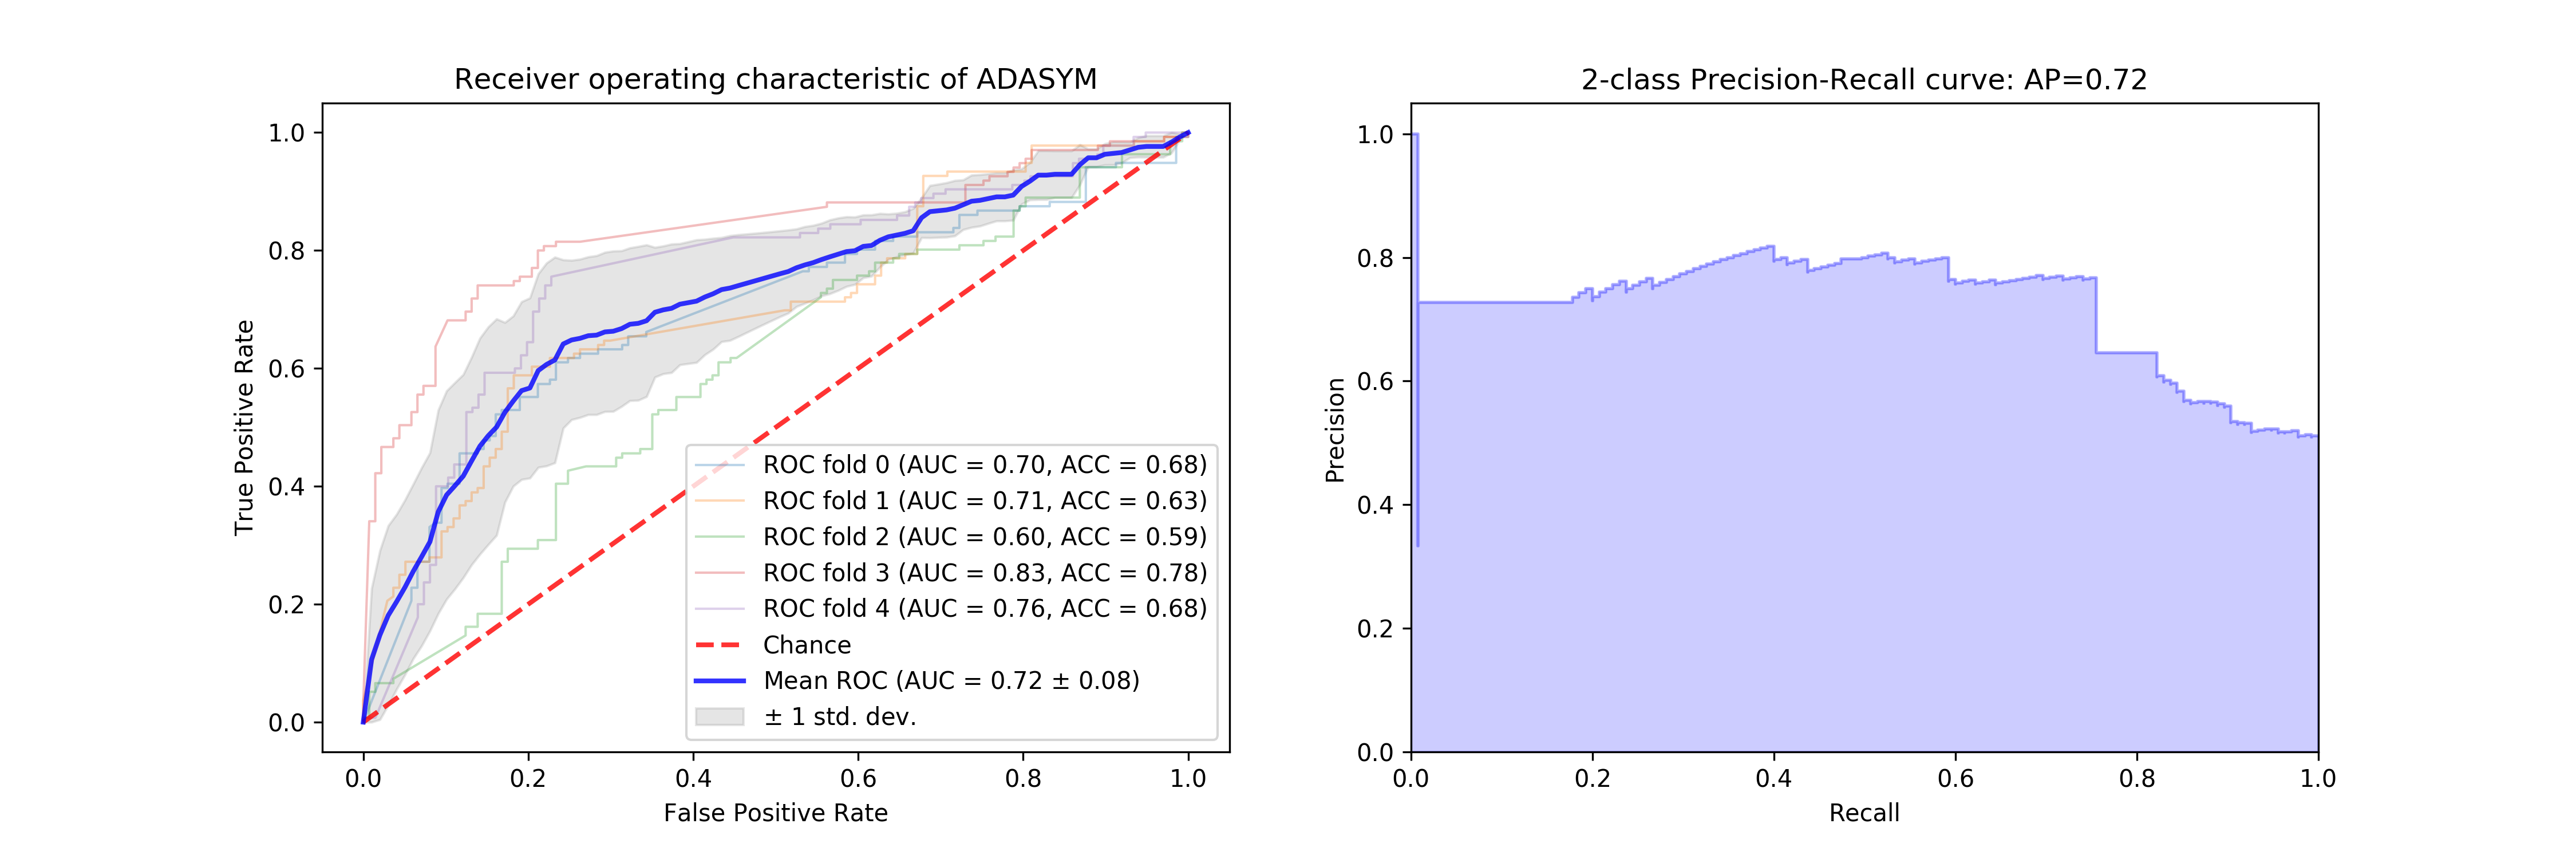 Receiver operating characteristic of ADASYM
True Positive Rate
1.0
0.8
0.6
0.4
0.2
0.0
ROC fold 0 (AUC = 0.70, ACC = 0.68)
ROC fold 1 (AUC = 0.71, ACC = 0.63)
ROC fold 2 (AUC = 0.60, ACC = 0.59)
ROC fold 3 (AUC = 0.83, ACC = 0.78)
ROC fold 4 (AUC = 0.76, ACC = 0.68)
Chance
Mean ROC (AUC = 0.72 ± 0.08)
± 1 std. dev.
0.0 0.2 0.4 0.6 0.8 1.0
False Positive Rate
2-class Precision-Recall curve: AP=0.72
Precision
1.0
0.8
0.6
0.4
0.2
0.0
0.0 0.2 0.4 0.6 0.8 1.0
Recall